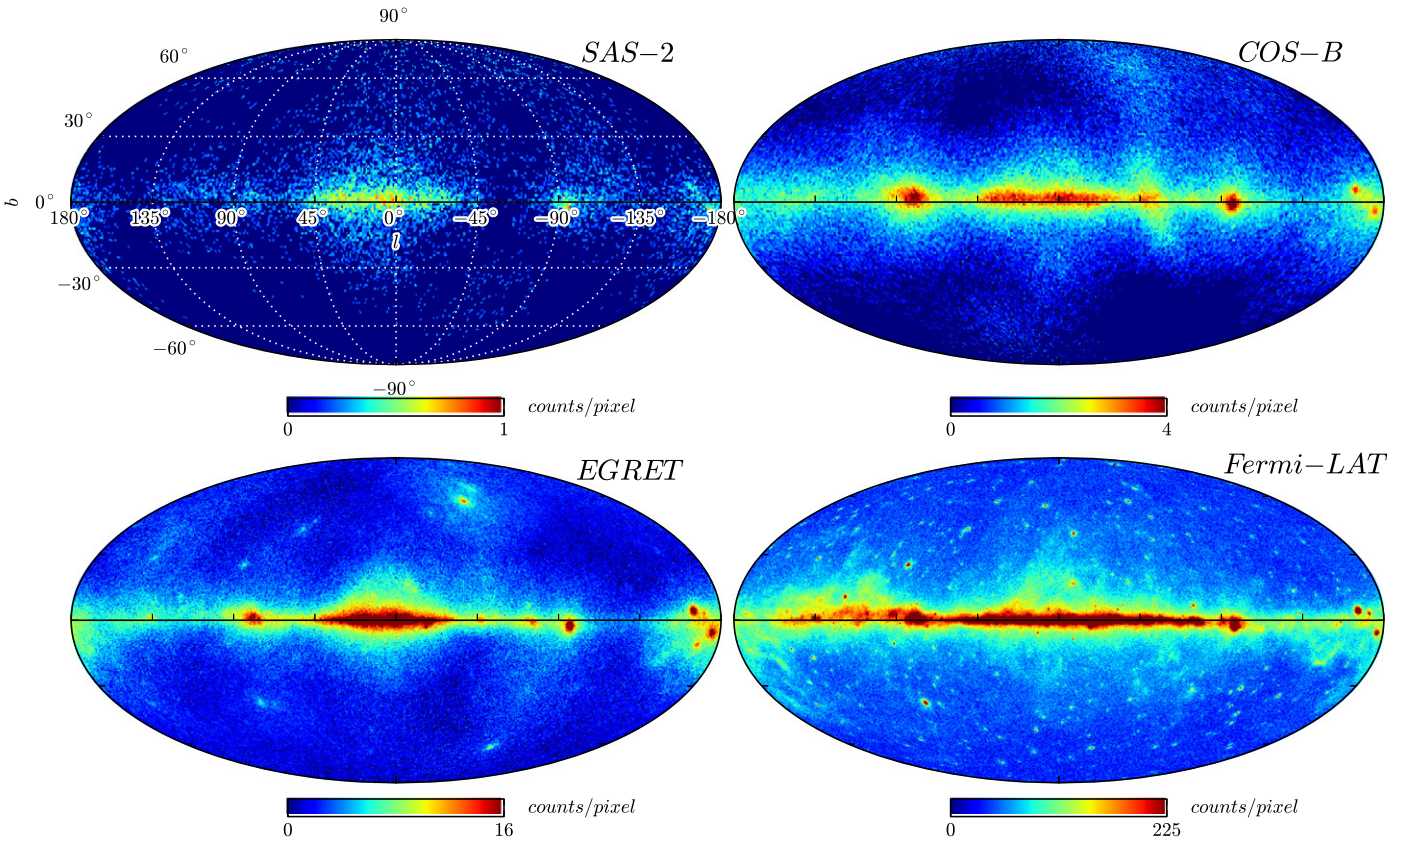 90°
SAS−2
COS−B
60°
30°
b
0°
180° 135° 90° 45° 0° −45° −90° −135° −180°
l
−30°
−60°
−90°
counts/pixel
counts/pixel
0 1
0 4
EGRET
Fermi−LAT
counts/pixel
counts/pixel
0 16
0 225